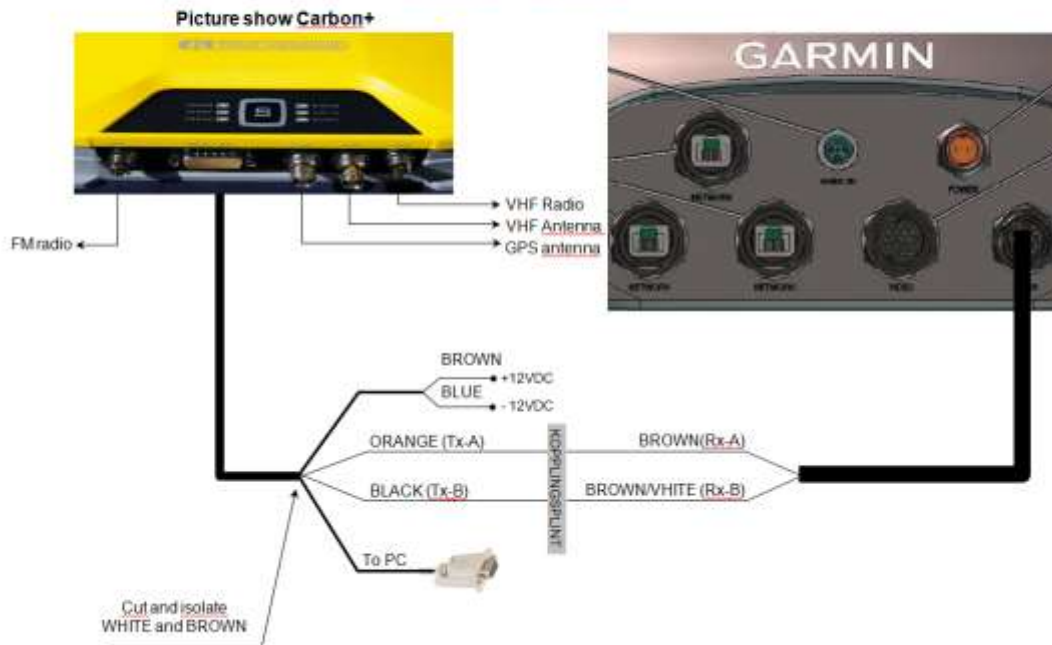 Picture show Carbon+
GARMIN
NETWORK
POWER
NETWORK
NETWORK
VIDEO
FM radio
VHF Radio
VHF Antenna
GPS antenna
BROWN
+12VDC
BLUE
- 12VDC
ORANGE (Tx-A)
BROWN(Rx-A)
KOPPLINGSPLINT
BLACK (Tx-B)
BROWN/VHITE (Rx-B)
To PC
Cut and isolate
WHITE and BROWN